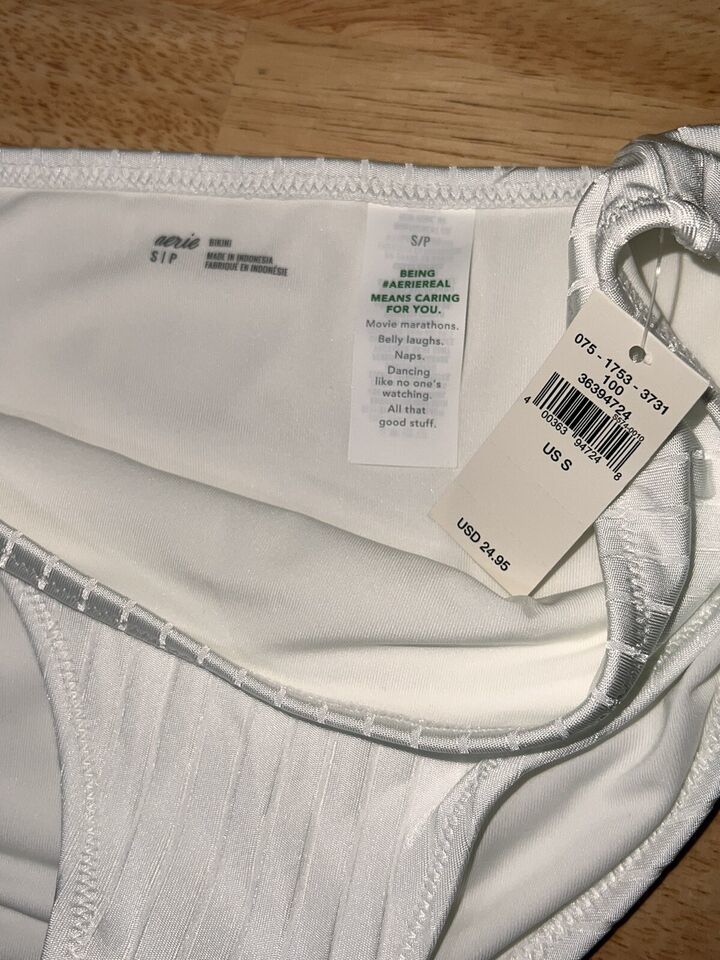 aerie BIKINI
S | P MADE IN INDONESIA
FABRIQUÉ EN INDONÉSIE
S/P
BEING
#AERIEREAL
MEANS CARING
FOR YOU.
Movie marathons.
Belly laughs.
Naps.
Dancing
like no one's
watching.
All that
good stuff.
075 - 1753 - 3731
100
36394724
5574-0010
4 00363 94724 8
US S
USD 24.95